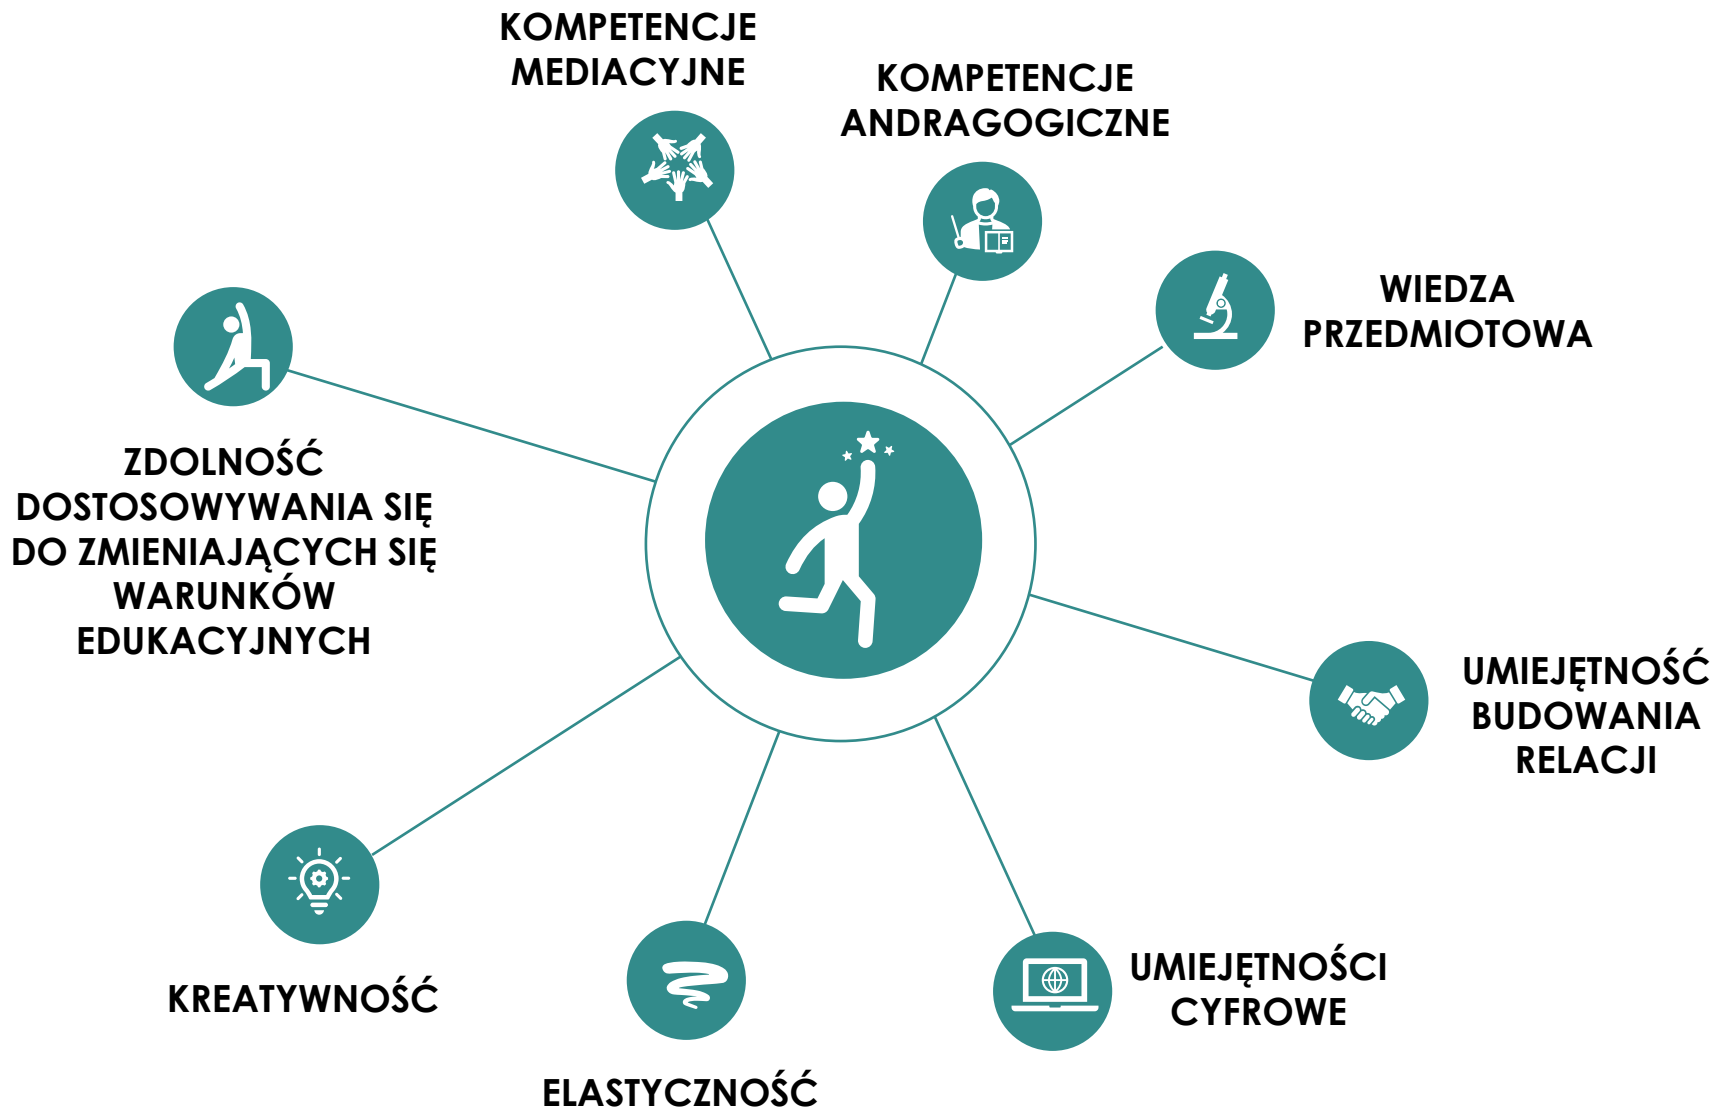 KOMPETENCJE
MEDIACYJNE
KOMPETENCJE
ANDRAGOGICZNE
WIEDZA
PRZEDMIOTOWA
UMIEJĘTNOŚĆ
BUDOWANIA
RELACJI
UMIEJĘTNOŚCI
CYFROWE
ELASTYCZNOŚĆ
KREATYWNOŚĆ
ZDOLNOŚĆ
DOSTOSOWYWANIA SIĘ
DO ZMIENIAJĄCYCH SIĘ
WARUNKÓW
EDUKACYJNYCH